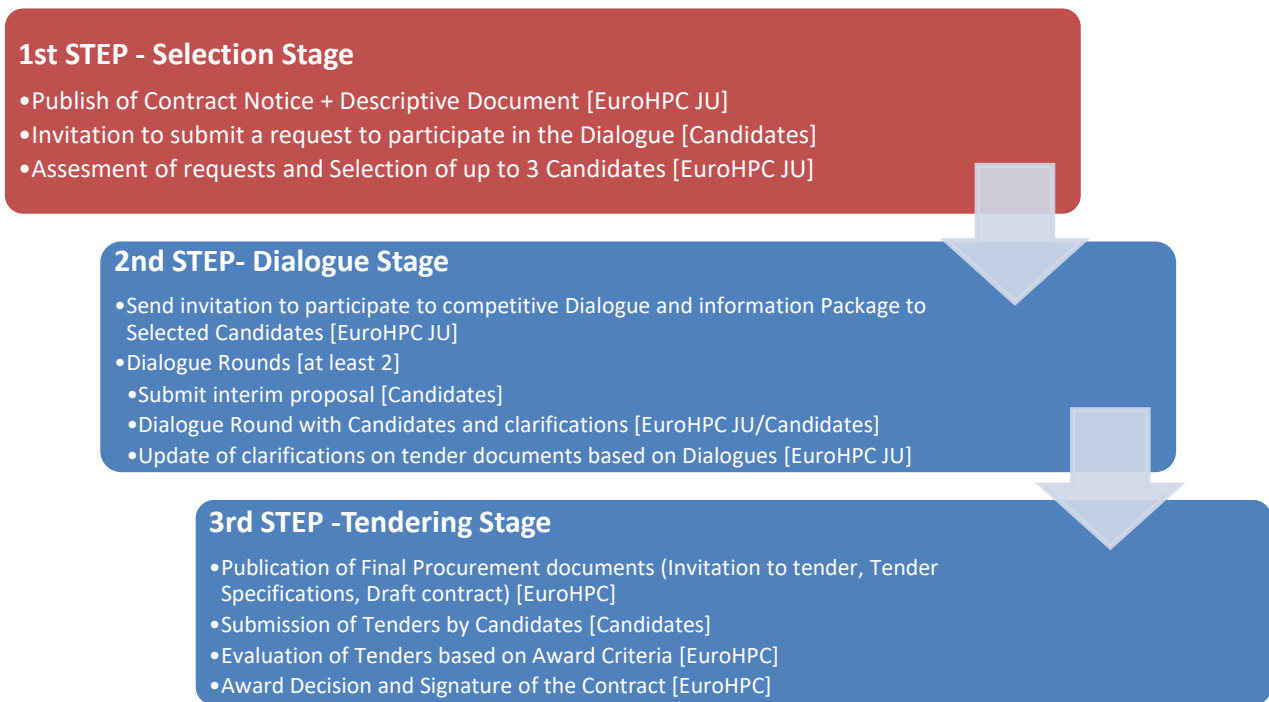 1st STEP - Selection Stage
•Publish of Contract Notice + Descriptive Document [EuroHPC JU]
•Invitation to submit a request to participate in the Dialogue [Candidates]
•Assesment of requests and Selection of up to 3 Candidates [EuroHPC JU]
2nd STEP- Dialogue Stage
•Send invitation to participate to competitive Dialogue and information Package to
Selected Candidates [EuroHPC JU]
•Dialogue Rounds [at least 2]
•Submit interim proposal [Candidates]
•Dialogue Round with Candidates and clarifications [EuroHPC JU/Candidates]
•Update of clarifications on tender documents based on Dialogues [EuroHPC JU]
3rd STEP -Tendering Stage
•Publication of Final Procurement documents (Invitation to tender, Tender
Specifications, Draft contract) [EuroHPC]
•Submission of Tenders by Candidates [Candidates]
•Evaluation of Tenders based on Award Criteria [EuroHPC]
•Award Decision and Signature of the Contract [EuroHPC]